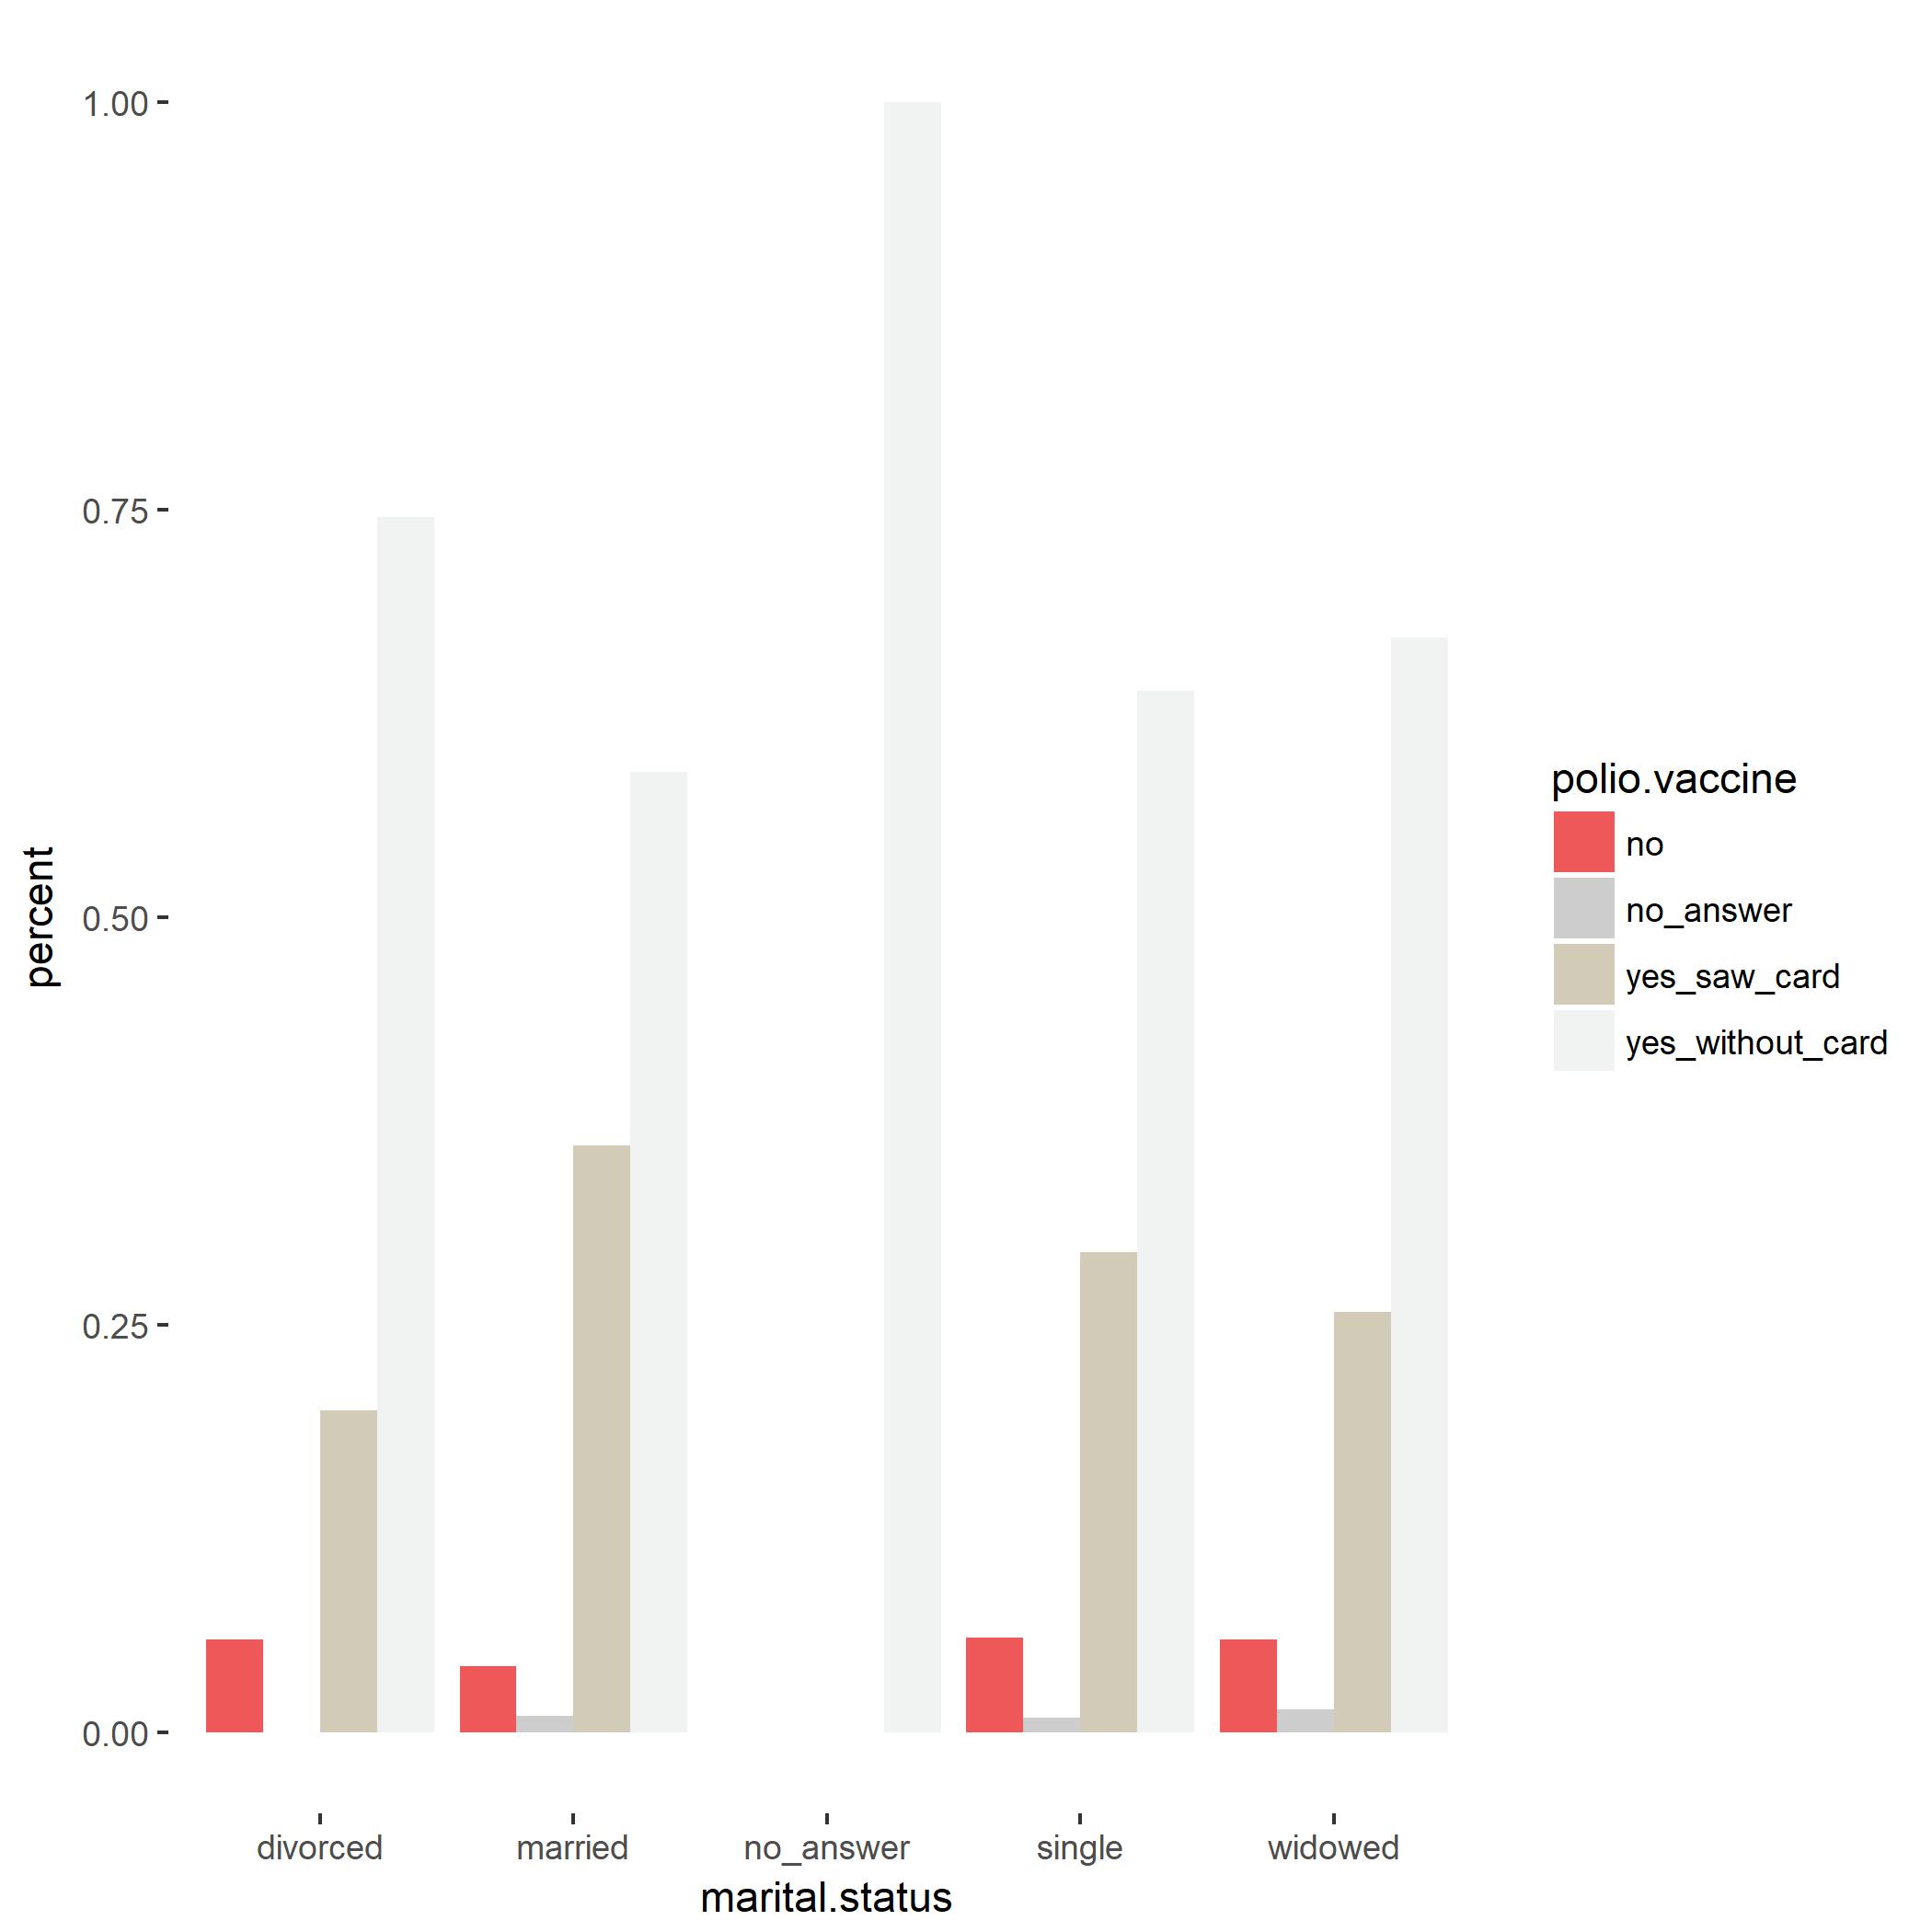 1.00
0.75
0.50
0.25
0.00
percent
divorced married no_answer single widowed
marital.status
polio.vaccine
no
no_answer
yes_saw_card
yes_without_card